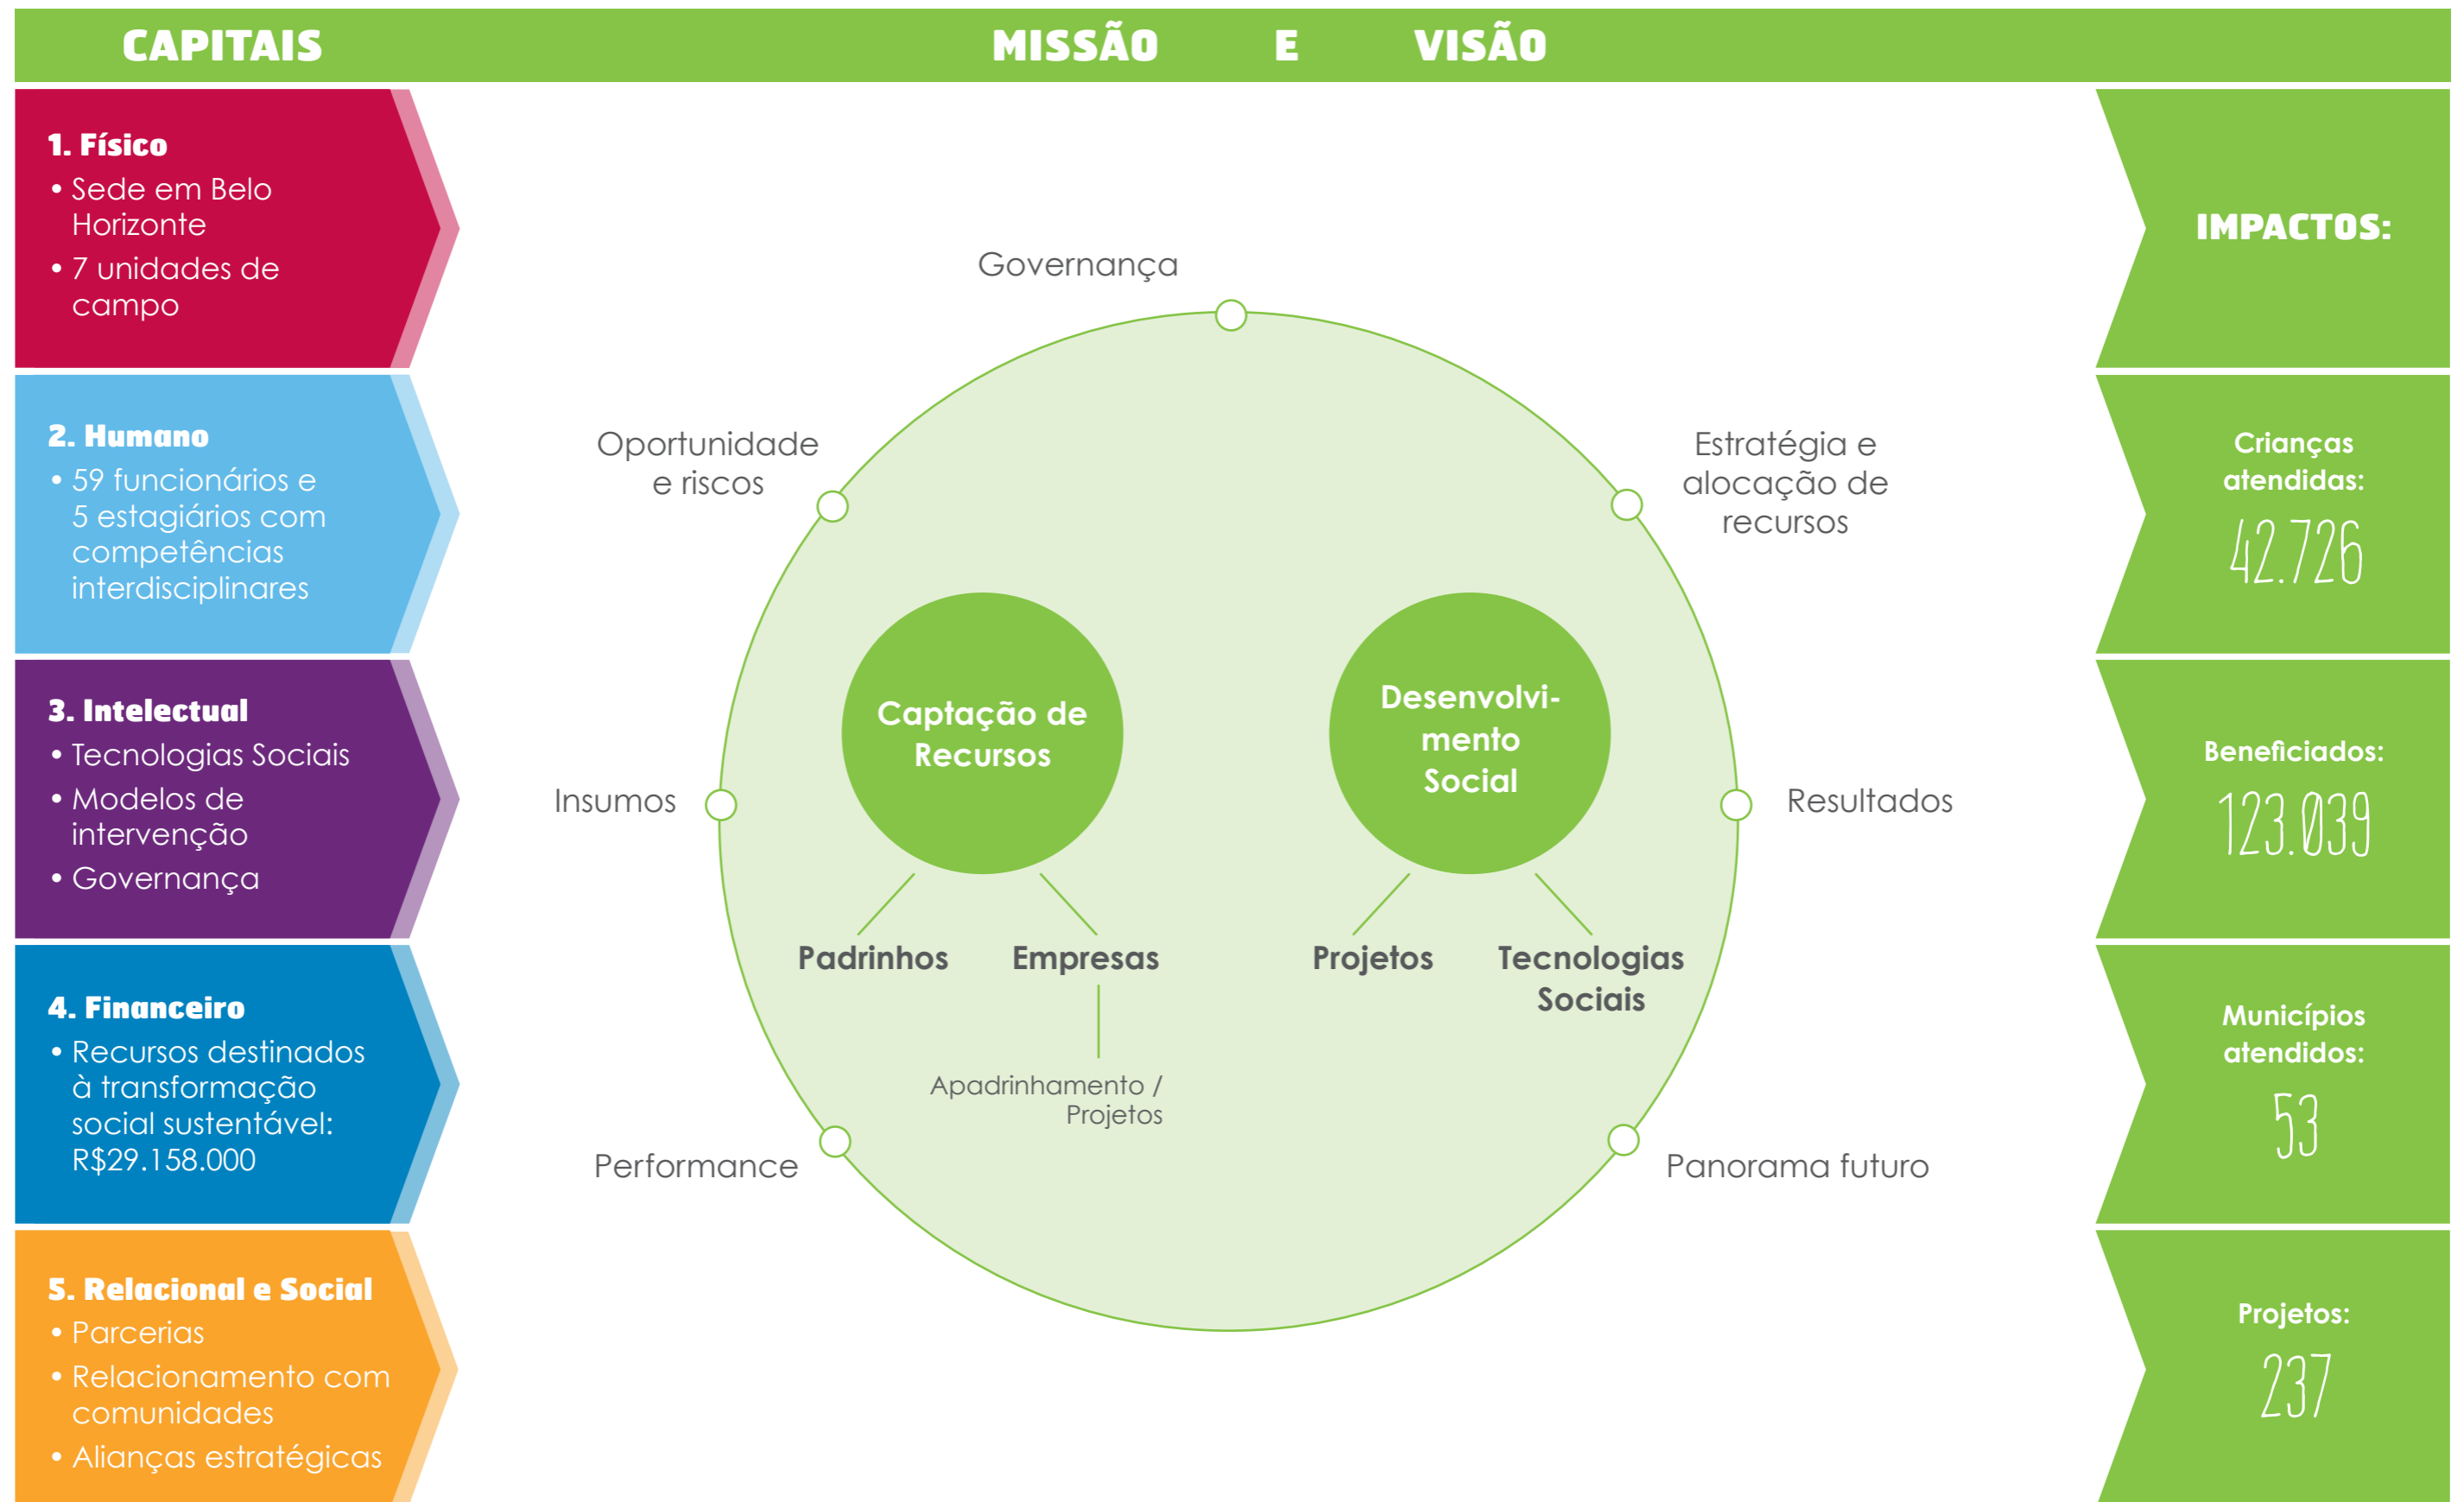 CAPITAIS
MISSÃO E VISÃO
1. Físico
• Sede em Belo
Horizonte
• 7 unidades de
campo
2. Humano
• 59 funcionários e
5 estagiários com
competências
interdisciplinares
3. Intelectual
• Tecnologias Sociais
• Modelos de
intervenção
• Governança
4. Financeiro
• Recursos destinados
à transformação
social sustentável:
R$29.158.000
5. Relacional e Social
• Parcerias
• Relacionamento com
comunidades
• Alianças estratégicas
Governança
Oportunidade
e riscos
Estratégia e
alocação de
recursos
Insumos
Resultados
Performance
Panorama futuro
Captação de
Recursos
Padrinhos
Empresas
Apadrinhamento /
Projetos
Desenvolvi-
mento
Social
Projetos
Tecnologias
Sociais
IMPACTOS:
Crianças
atendidas:
42.726
Beneficiados:
123.039
Municípios
atendidos:
53
Projetos:
237